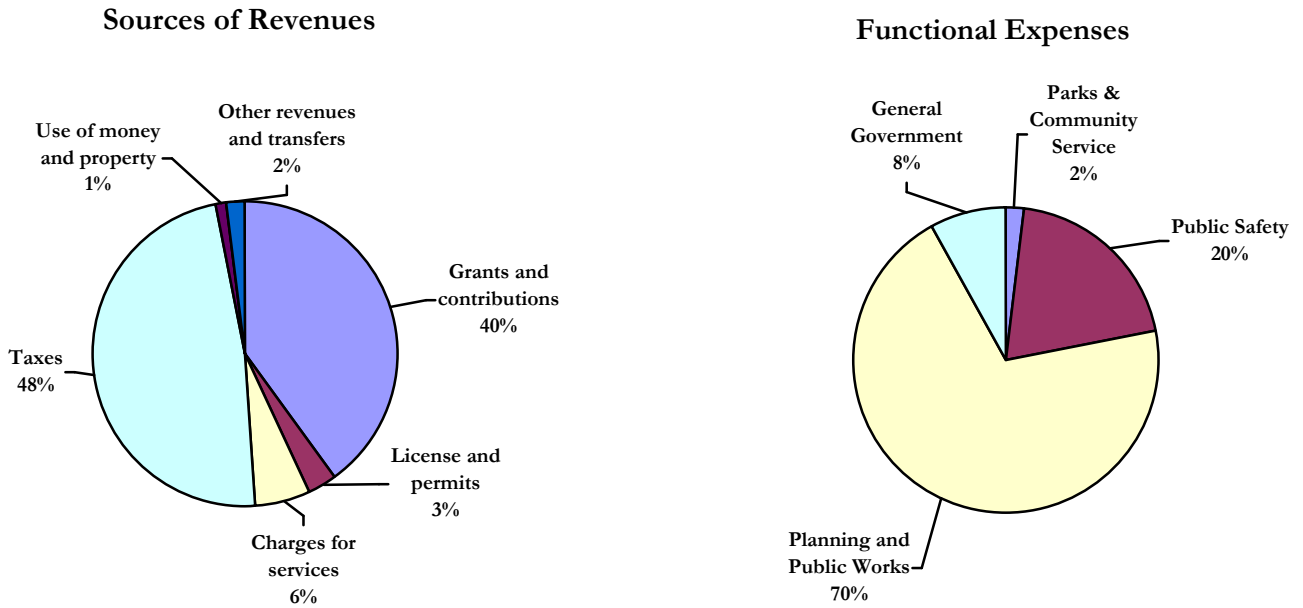 Sources of Revenues
Other revenues
and transfers
2%
Use of money
and property
1%
Grants and
contributions
40%
Taxes
48%
License and
permits
3%
Charges for
services
6%
Functional Expenses
Parks &
Community
Service
2%
General
Government
8%
Public Safety
20%
Planning and
Public Works
70%